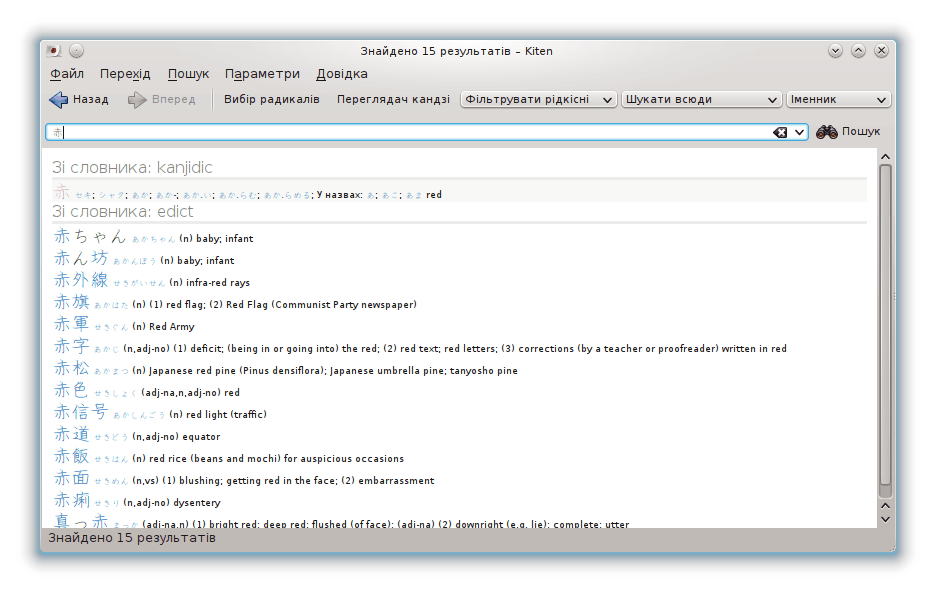 Знайдено 15 результатів – Kiten
Файл Перехід Пошук Параметри Довідка
Назад Вперед Вибір радикалів Переглядач кандзі Фільтрувати рідкісні Шукати всюди Іменник
赤 Пошук
Зі словника: kanjidic
赤 セキ; シャク; あか; あか-; あか.い; あか.らむ; あか.らめる; У назвах: あ; あこ; あま red
Зі словника: edict
赤ちゃん あかちゃん (n) baby; infant
赤ん坊 あかんぼう (n) baby; infant
赤外線 せきがいせん (n) infra-red rays
赤旗 あかはた (n) (1) red flag; (2) Red Flag (Communist Party newspaper)
赤軍 せきぐん (n) Red Army
赤字 あかじ (n,adj-no) (1) deficit; (being in or going into) the red; (2) red text; red letters; (3) corrections (by a teacher or proofreader) written in red
赤松 あかまつ (n) Japanese red pine (Pinus densiflora); Japanese umbrella pine; tanyosho pine
赤色 せきしょく (adj-na,n,adj-no) red
赤信号 あかしんごう (n) red light (traffic)
赤道 せきどう (n,adj-no) equator
赤飯 せきはん (n) red rice (beans and mochi) for auspicious occasions
赤面 せきめん (n,vs) (1) blushing; getting red in the face; (2) embarrassment
赤痢 せきり (n,adj-no) dysentery
真っ赤 まっか (adj-na,n) (1) bright red; deep red; flushed (of face); (adj-na) (2) downright (e.g. lie); complete; utter
Знайдено 15 результатів